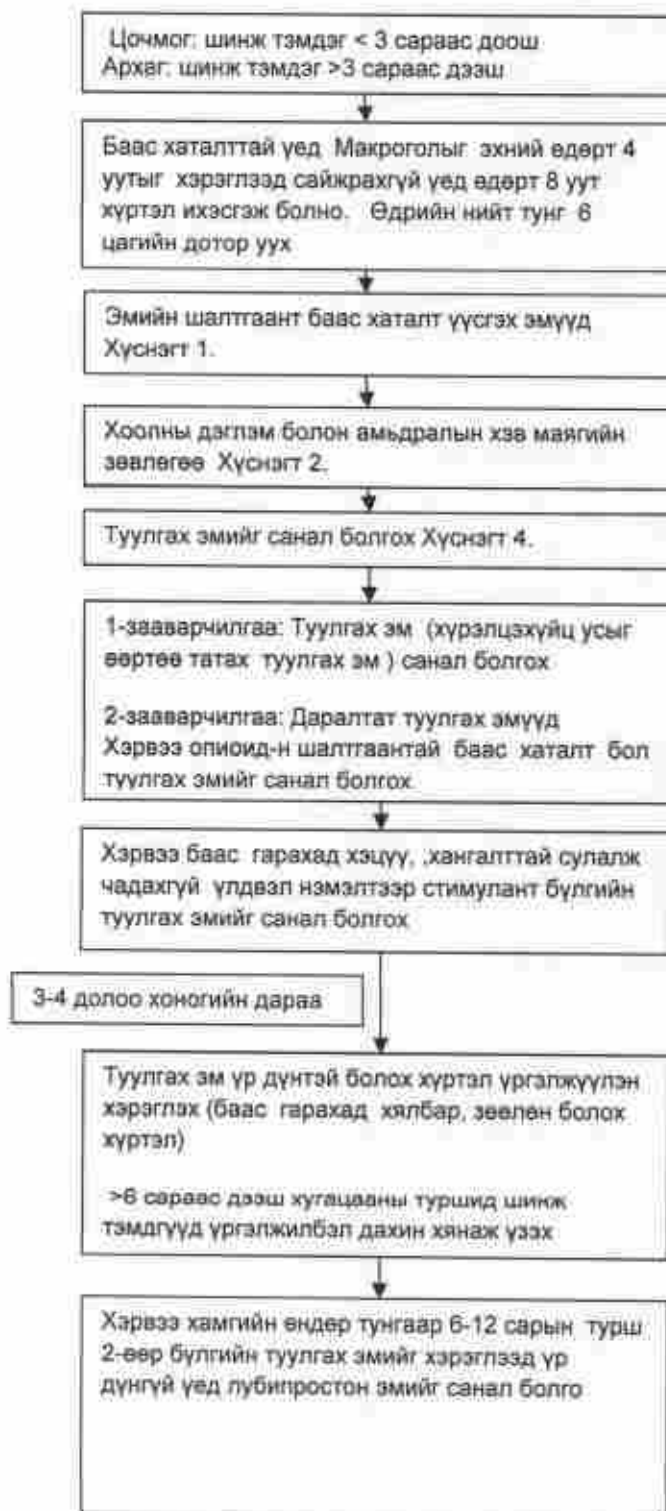 Цочмог: шинж тэмдэг < 3 сараас доош
Архаг: шинж тэмдэг >3 сараас дээш
Баас хаталттай үед Макроголыг эхний өдөрт 4
уутыг хэрэглээд сайжрахгүй үед өдөрт 8 уут
хүртэл ихэсгэж болно. Өдрийн нийт тунг 6
цагийн дотор уух
Эмийн шалтгаант баас хаталт үүсгэх эмүүд
Хүснэгт 1.
Хоолны дэглэм болон амьдралын хэв маягийн
зөвлөгөө Хүснэгт 2.
Туулгах эмийг санал болгох Хүснэгт 4.
1-зааварчилгаа: Туулгах эм (хүрэлцэхүйц усыг
өөртөө татах туулгах эм ) санал болгох
2-зааварчилгаа: Даралтат туулгах эмүүд
Хэрвээ опиоид-н шалтгаантай баас хаталт бол
туулгах эмийг санал болгох
Хэрвээ баас гарахад хэцүү, ,хангалттай сулалж
чадахгүй үлдвэл нэмэлтээр стимулант бүлгийн
туулгах эмийг санал болгох
3-4 долоо хоногийн дараа
Туулгах эм үр дүнтэй болох хүртэл үргэлжүүлэн
хэрэглэх (баас гарахад хялбар, зөөлөн болох
хүртэл)
>6 сараас дээш хугацааны туршид шинж
тэмдгүүд үргэлжилбэл дахин хянаж үзэх
Хэрвээ хамгийн өндөр тунгаар 6-12 сарын турш
2-өөр бүлгийн туулгах эмийг хэрэглээд үр
дүнгүй үед лубипростон эмийг санал болго